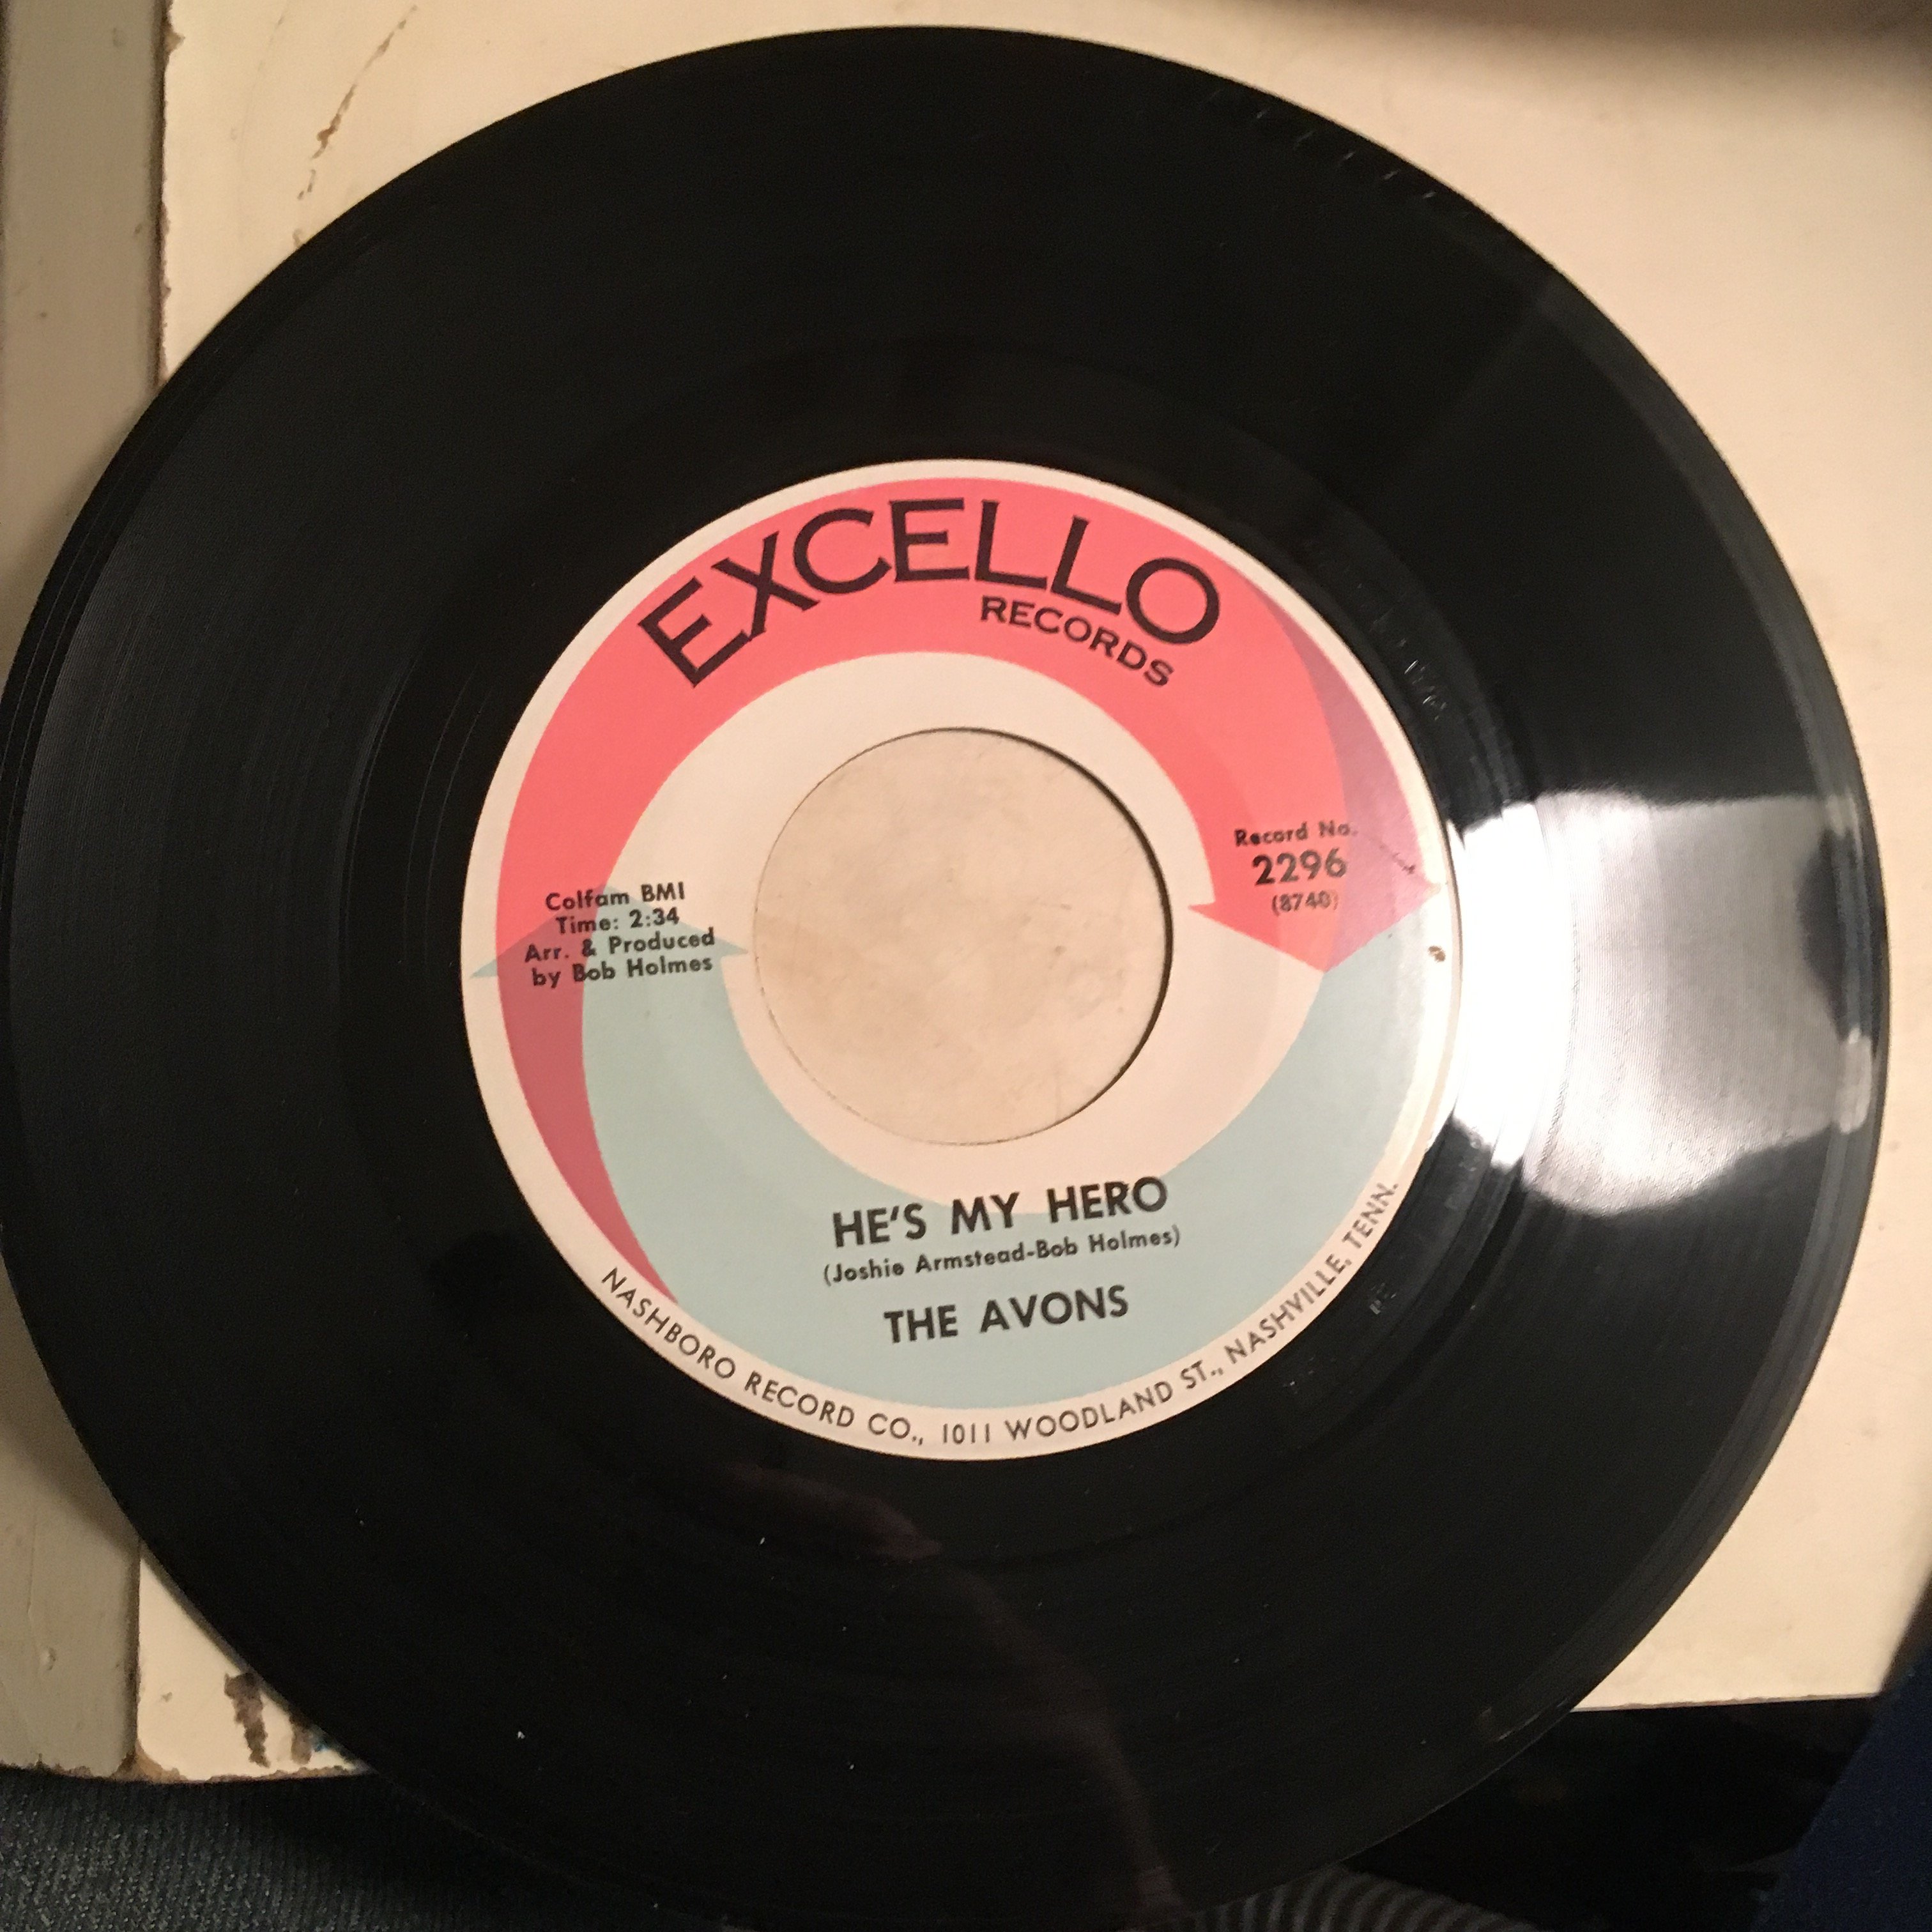 EXCELLO
RECORDS
Colfam BMI
Time: 2:34
Arr. & Produced
by Bob Holmes
Record No.
2296
(8740)
HE'S MY HERO
(Joshie Armstead-Bob Holmes)
THE AVONS
NASHBORO RECORD CO., 1011 WOODLAND ST., NASHVILLE, TENN.